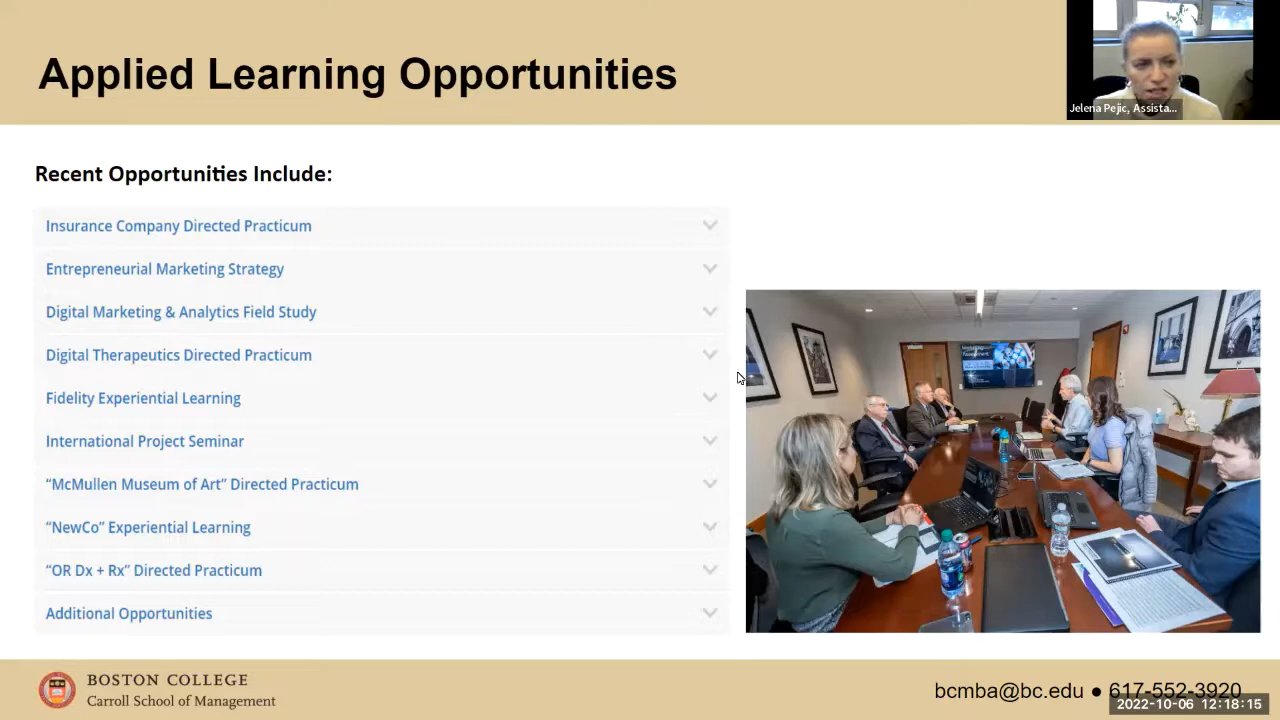 Applied Learning Opportunities
Jelena Pejic, Assista...
Recent Opportunities Include:
Insurance Company Directed Practicum
Entrepreneurial Marketing Strategy
Digital Marketing & Analytics Field Study
Digital Therapeutics Directed Practicum
Fidelity Experiential Learning
International Project Seminar
“McMullen Museum of Art” Directed Practicum
“NewCo” Experiential Learning
“OR Dx + Rx” Directed Practicum
Additional Opportunities
BOSTON COLLEGE
Carroll School of Management
bcmba@bc.edu ● 617-552-3920
2022-10-06 12:18:15